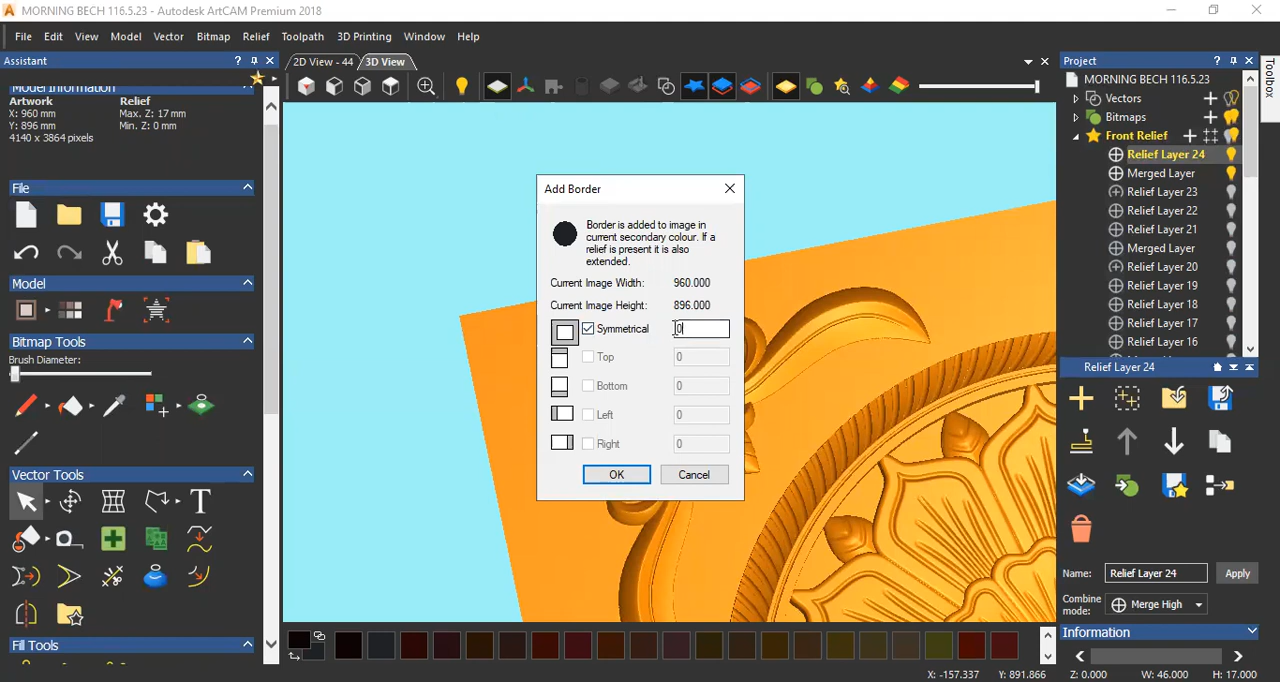 MORNING BECH 116.5.23 - Autodesk ArtCAM Premium 2018
File Edit View Model Vector Bitmap Relief Toolpath 3D Printing Window Help
Assistant ?
2D View - 44 3D View
Project ?
Toolbox
Model Information
Artwork Relief
X: 960 mm Max. Z: 17 mm
Y: 896 mm Min. Z: 0 mm
4140 x 3864 pixels
File
Model
Bitmap Tools
Brush Diameter:
Vector Tools
T
Fill Tools
Add Border
Border is added to image in
current secondary colour. If a
relief is present it is also
extended.
Current Image Width: 960.000
Current Image Height: 896.000
Symmetrical 0
Top 0
Bottom 0
Left 0
Right 0
OK Cancel
MORNING BECH 116.5.23
Vectors
Bitmaps
Front Relief
Relief Layer 24
Merged Layer
Relief Layer 23
Relief Layer 22
Relief Layer 21
Merged Layer
Relief Layer 20
Relief Layer 19
Relief Layer 18
Relief Layer 17
Relief Layer 16
Relief Layer 24
Name: Relief Layer 24 Apply
Combine
mode: Merge High
Information
X: -157.337 Y: 891.866 Z: 0.000 W: 46.000 H: 17.000